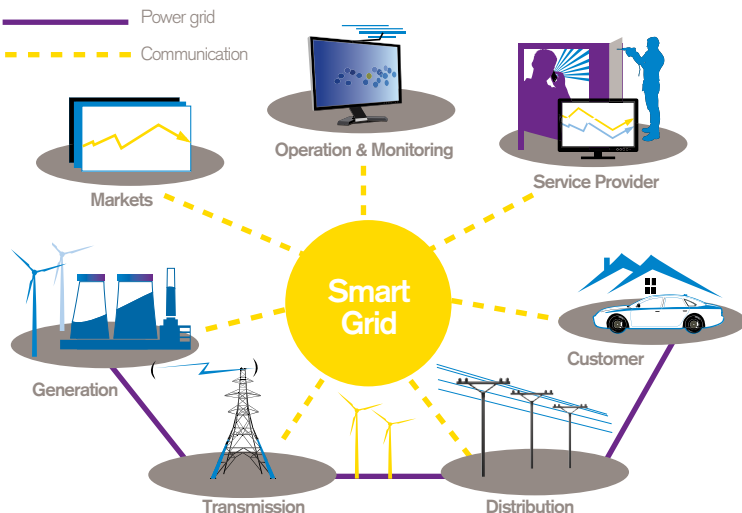 Power grid
Communication
Operation & Monitoring
Service Provider
Markets
Smart
Grid
Customer
Generation
Transmission
Distribution